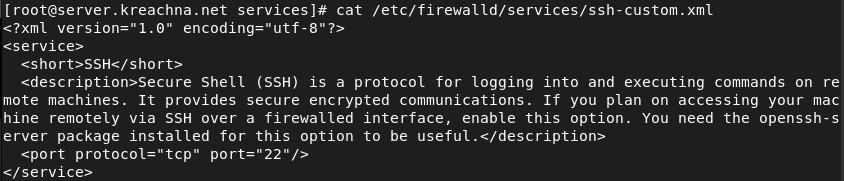 [root@server.kreachna.net services]# cat /etc/firewalld/services/ssh-custom.xml
<?xml version="1.0" encoding="utf-8"?>
<service>
  <short>SSH</short>
  <description>Secure Shell (SSH) is a protocol for logging into and executing commands on re
mote machines. It provides secure encrypted communications. If you plan on accessing your mac
hine remotely via SSH over a firewalled interface, enable this option. You need the openssh-s
erver package installed for this option to be useful.</description>
  <port protocol="tcp" port="22"/>
</service>